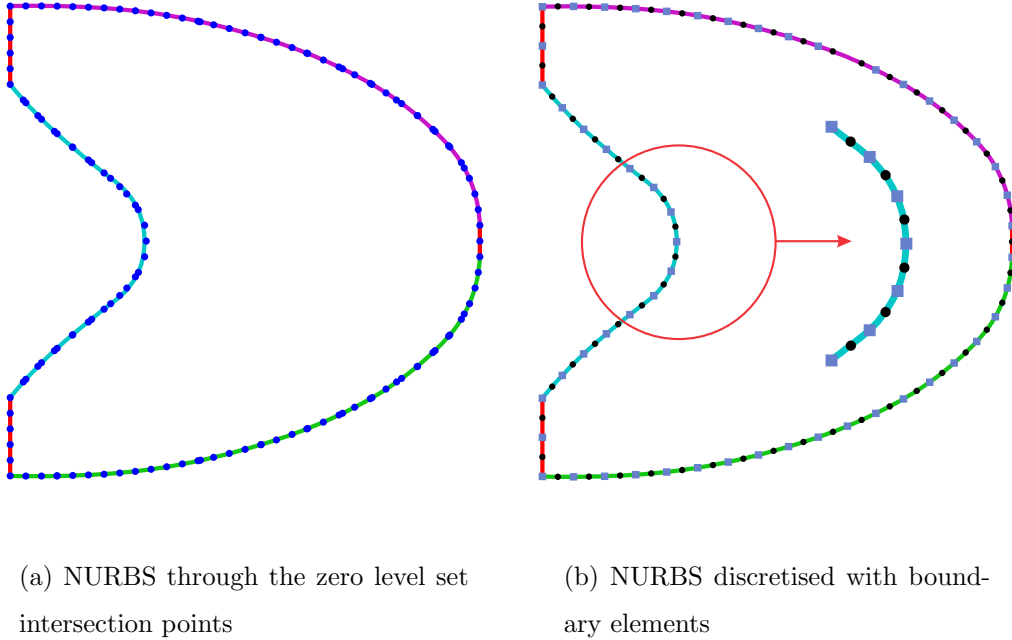 (a) NURBS through the zero level set
intersection points
(b) NURBS discretised with bound-
ary elements